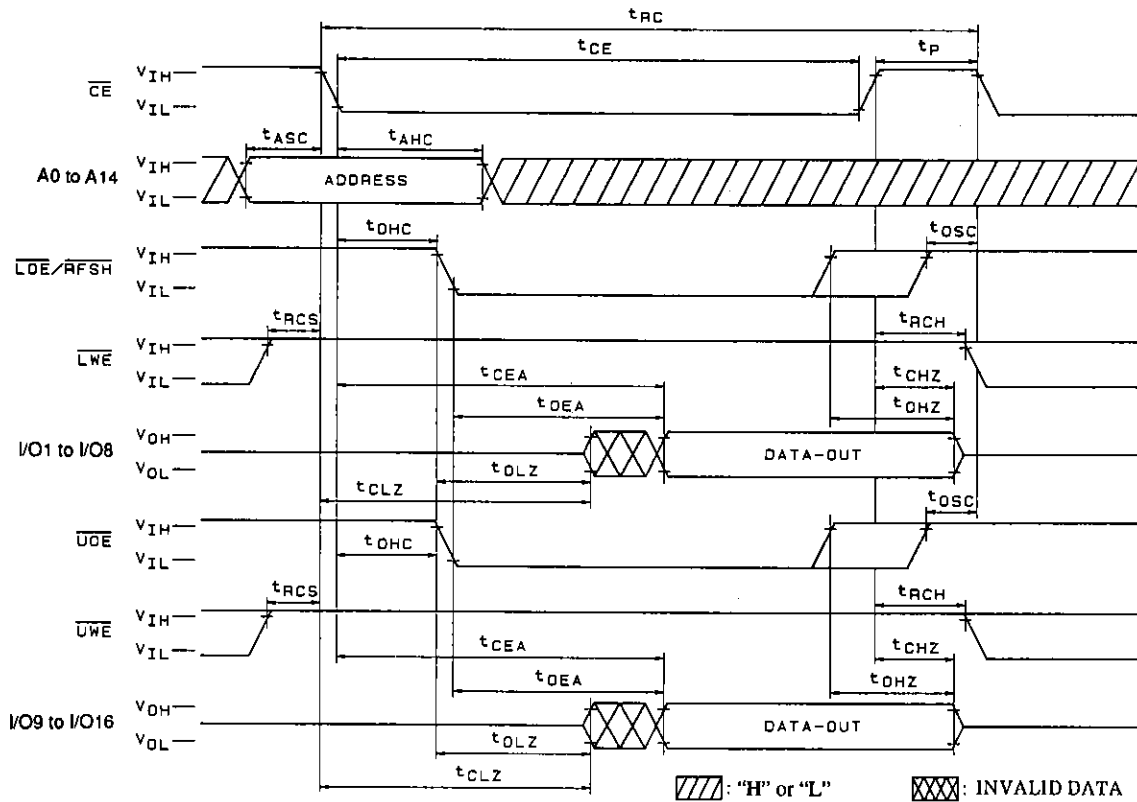 tRC
tCE
tP
CE
VIH
VIL
tASC
tAHC
A0 to A14
VIH
VIL
ADDRESS
tOHC
tOSC
LOE/RFSH
VIH
VIL
tRCS
tRCH
LWE
VIH
VIL
tCEA
tCHZ
tOEA
tOHZ
I/O1 to I/O8
VOH
VOL
DATA-OUT
tOLZ
tCLZ
tOSC
UOE
VIH
VIL
tOHC
tRCS
tRCH
UWE
VIH
VIL
tCEA
tCHZ
tOEA
tOHZ
I/O9 to I/O16
VOH
VOL
DATA-OUT
tOLZ
tCLZ
: "H" or "L"
: INVALID DATA